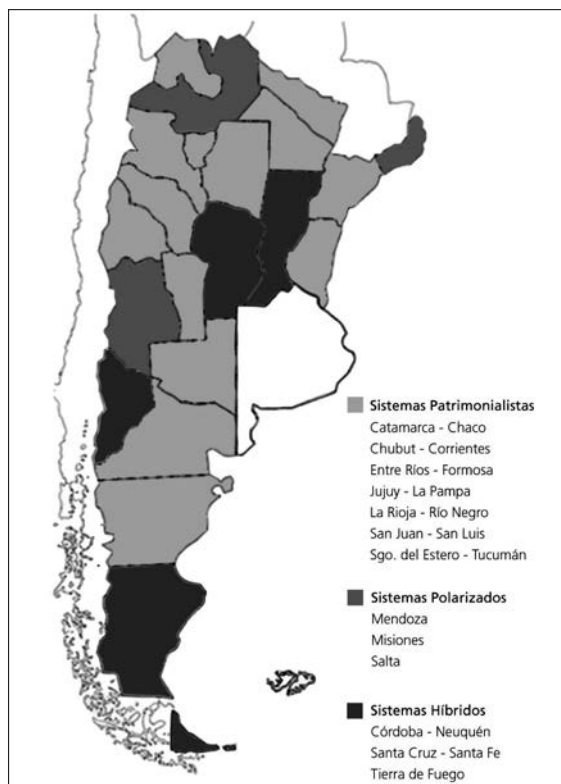 Sistemas Patrimonialistas
Catamarca - Chaco
Chubut - Corrientes
Entre Ríos - Formosa
Jujuy - La Pampa
La Rioja - Río Negro
San Juan - San Luis
Sgo. del Estero - Tucumán
Sistemas Polarizados
Mendoza
Misiones
Salta
Sistemas Híbridos
Córdoba - Neuquén
Santa Cruz - Santa Fe
Tierra de Fuego